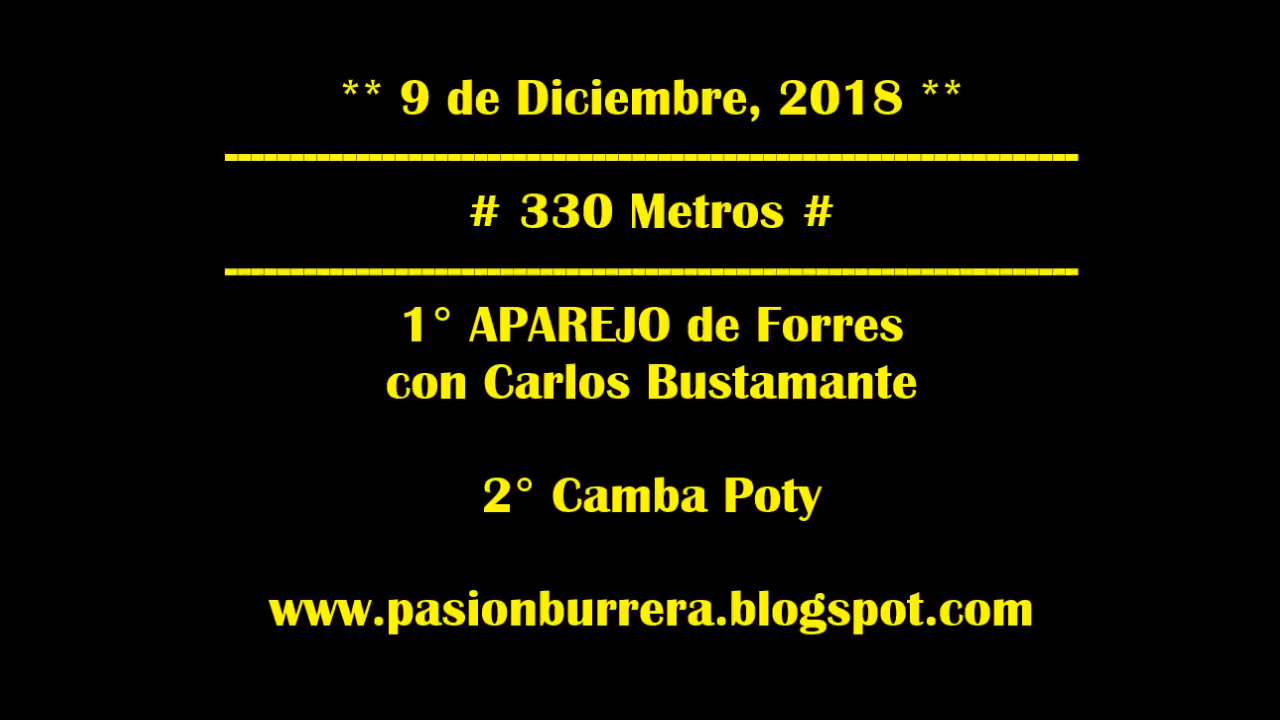 ** 9 de Diciembre, 2018 **
-----------------------------------------------------------------
# 330 Metros #
-----------------------------------------------------------------
1° APAREJO de Forres
con Carlos Bustamante
2° Camba Poty
www.pasionburrera.blogspot.com